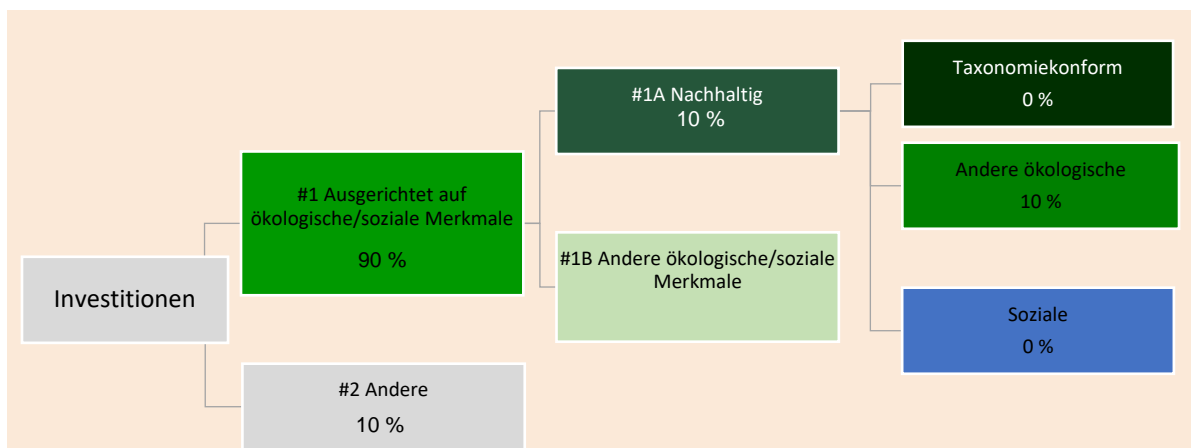 Investitionen
#1 Ausgerichtet auf
ökologische/soziale Merkmale
90 %
#2 Andere
10 %
#1A Nachhaltig
10 %
#1B Andere ökologische/soziale
Merkmale
Taxonomiekonform
0 %
Andere ökologische
10 %
Soziale
0 %